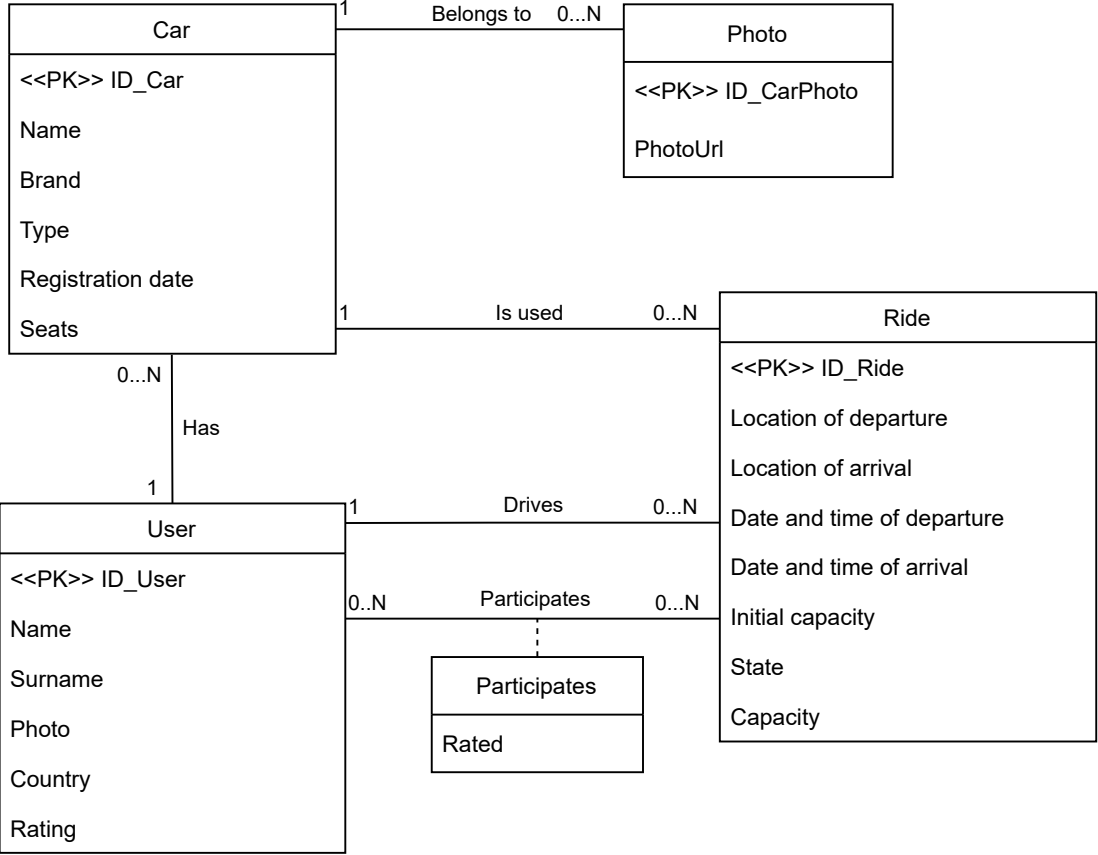 Car
<<PK>> ID_Car
Name
Brand
Type
Registration date
Seats
1 Belongs to 0...N
Photo
<<PK>> ID_CarPhoto
PhotoUrl
1 Is used 0...N
Ride
<<PK>> ID_Ride
Location of departure
Location of arrival
Date and time of departure
Date and time of arrival
Initial capacity
State
Capacity
0...N
Has
1
User
<<PK>> ID_User
Name
Surname
Photo
Country
Rating
1 Drives 0...N
0..N Participates 0...N
Participates
Rated